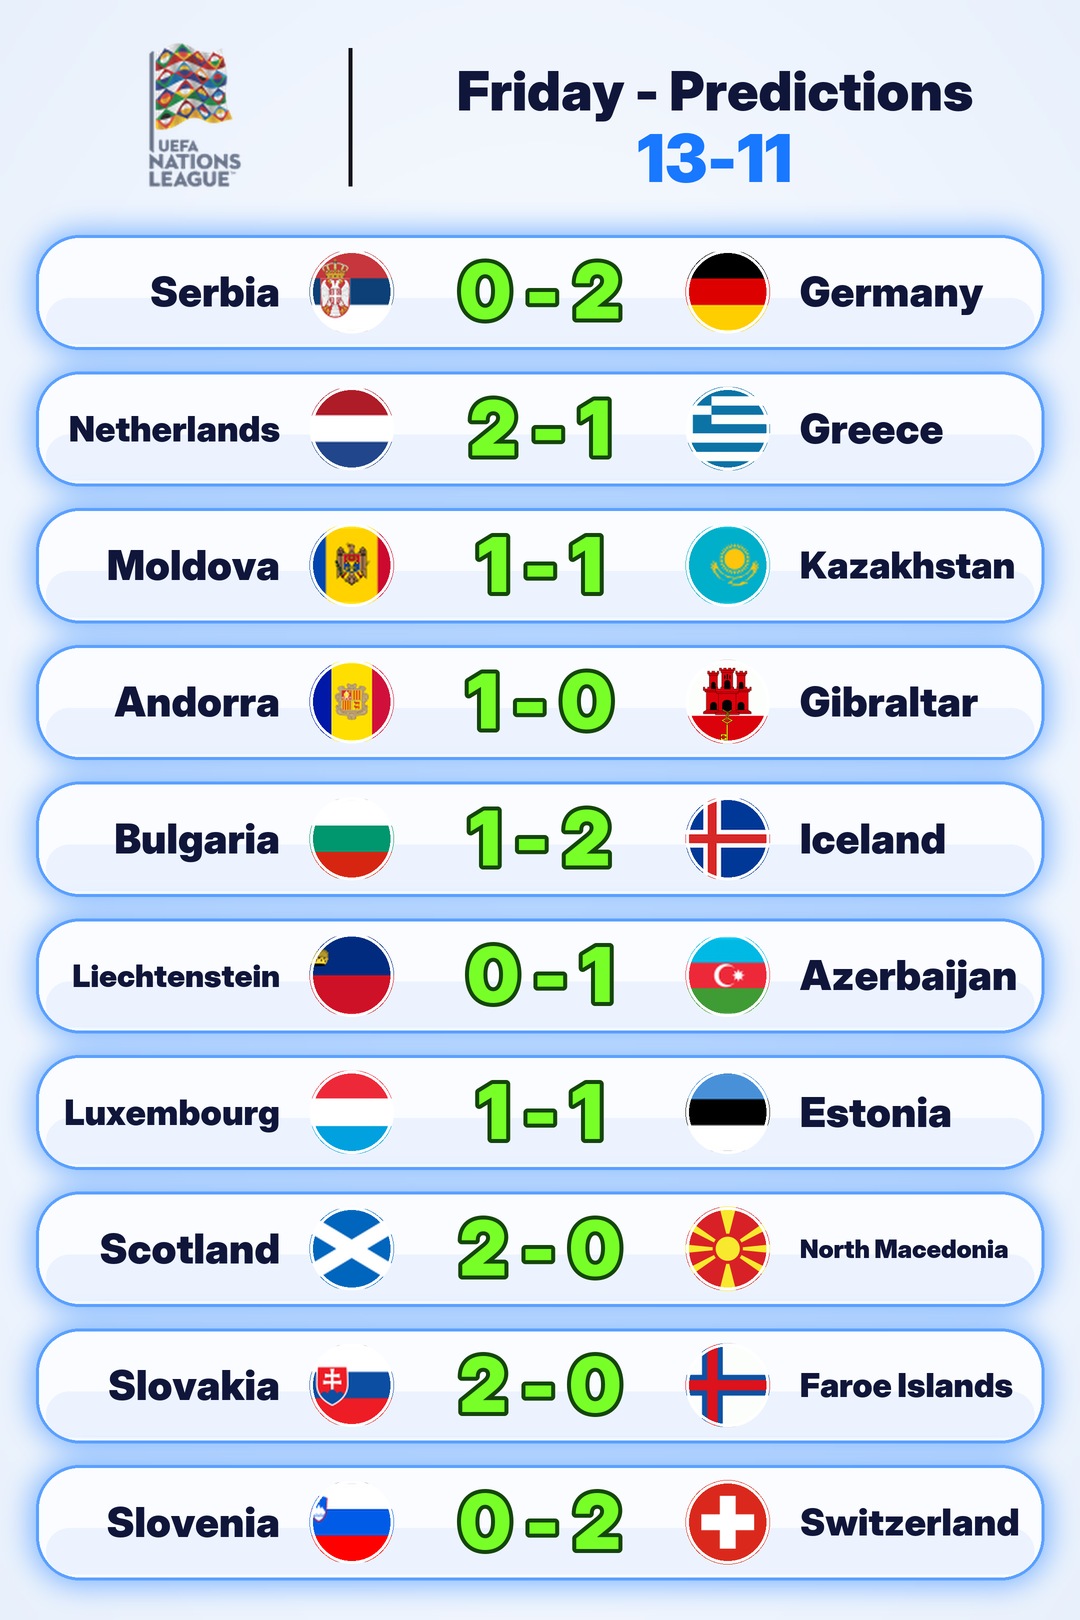 UEFA
NATIONS
LEAGUE™
Friday - Predictions
13-11
Serbia 0 - 2 Germany
Netherlands 2 - 1 Greece
Moldova 1 - 1 Kazakhstan
Andorra 1 - 0 Gibraltar
Bulgaria 1 - 2 Iceland
Liechtenstein 0 - 1 Azerbaijan
Luxembourg 1 - 1 Estonia
Scotland 2 - 0 North Macedonia
Slovakia 2 - 0 Faroe Islands
Slovenia 0 - 2 Switzerland